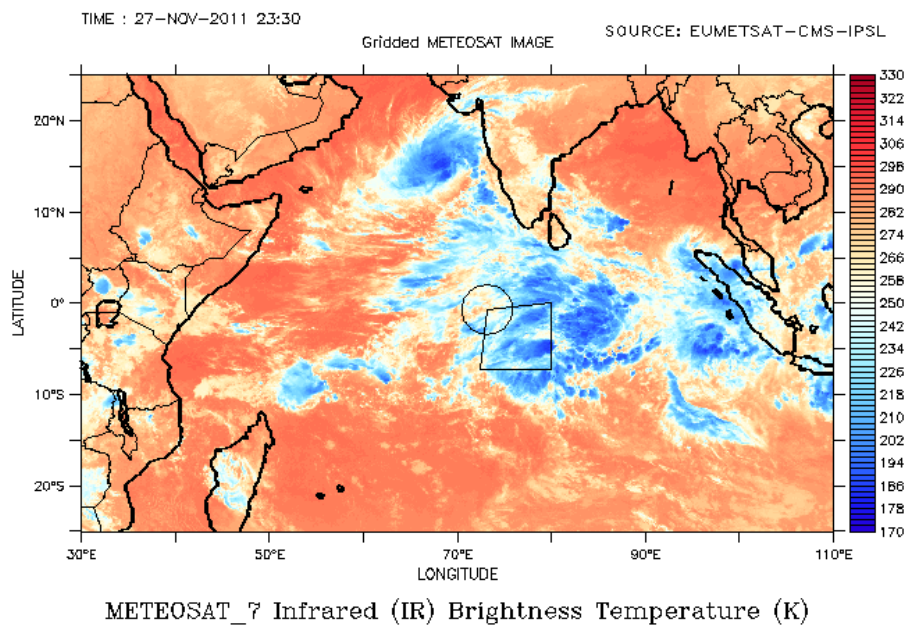 TIME : 27-NOV-2011 23:30
SOURCE: EUMETSAT-CMS-IPSL
Gridded METEOSAT IMAGE
LATITUDE
20°N
10°N
0°
10°S
20°S
30°E
50°E
70°E
90°E
110°E
LONGITUDE
330
322
314
306
298
290
282
274
266
258
250
242
234
226
218
210
202
194
186
178
170
METEOSAT_7 Infrared (IR) Brightness Temperature (K)